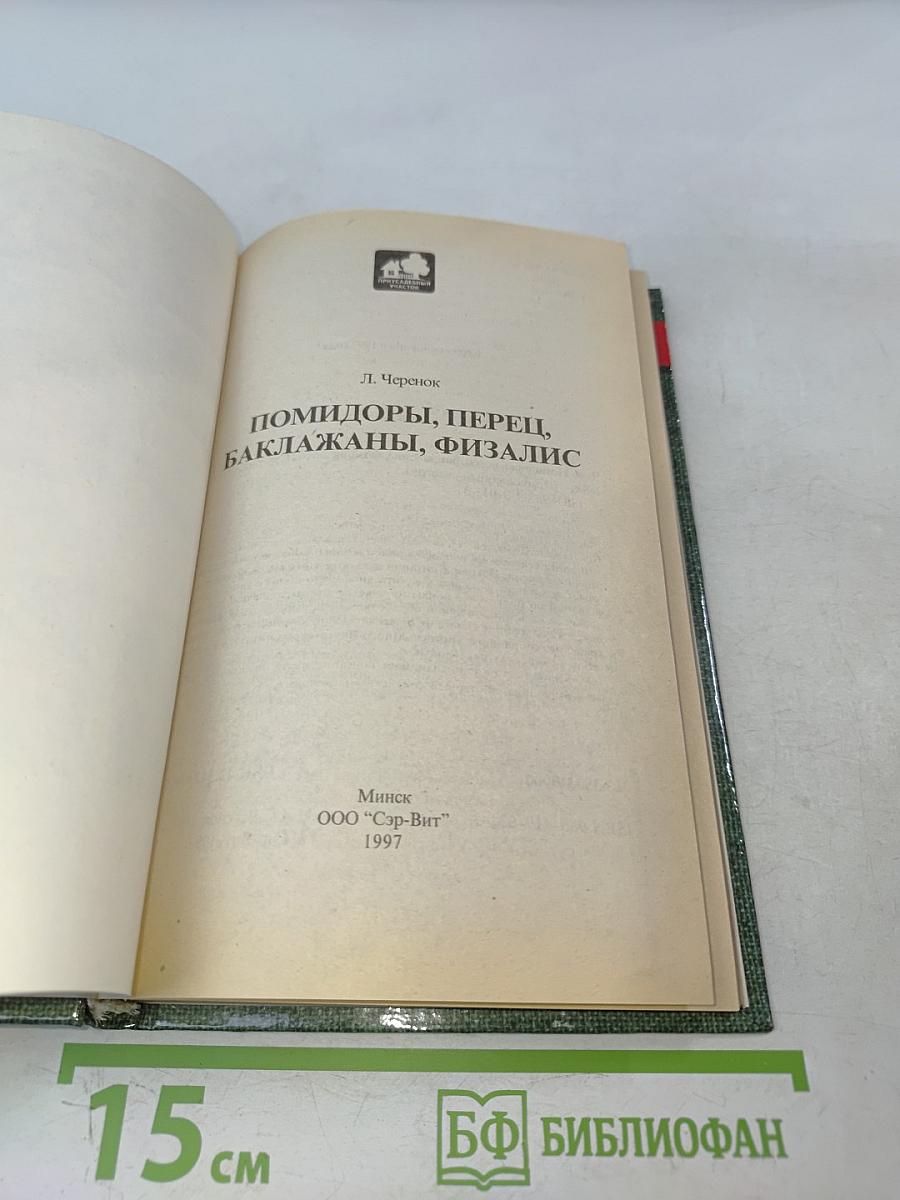 ПРИУСАДЕБНЫЙ
УЧАСТОК
Л. Черенок
ПОМИДОРЫ, ПЕРЕЦ,
БАКЛАЖАНЫ, ФИЗАЛИС
Минск
ООО “Сэр-Вит”
1997
15 см
БФ БИБЛИОФАН